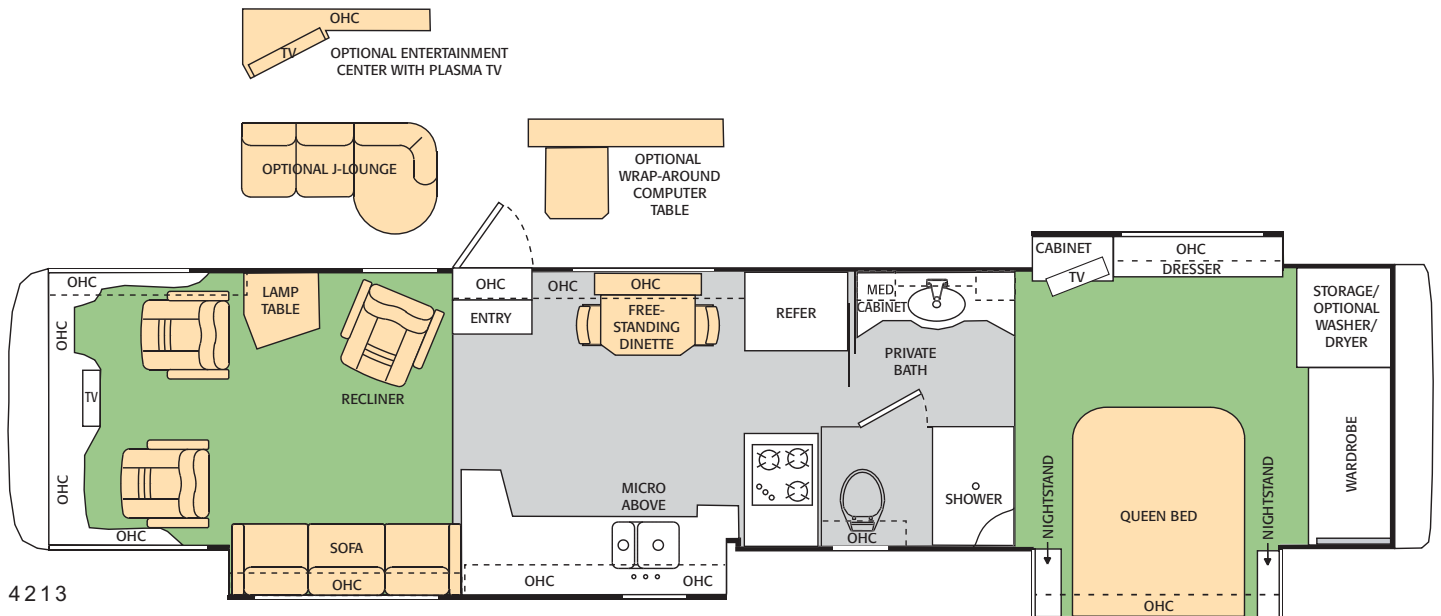 OHC
TV
OPTIONAL ENTERTAINMENT
CENTER WITH PLASMA TV
OPTIONAL J-LOUNGE
OPTIONAL
WRAP-AROUND
COMPUTER
TABLE
OHC
LAMP
TABLE
OHC
TV
OHC
OHC
RECLINER
SOFA
OHC
OHC
ENTRY
OHC
OHC
FREE-
STANDING
DINETTE
REFER
MICRO
ABOVE
OHC
OHC
MED
CABINET
PRIVATE
BATH
OHC
SHOWER
CABINET
TV
OHC
DRESSER
STORAGE/
OPTIONAL
WASHER/
DRYER
WARDROBE
NIGHTSTAND
QUEEN BED
NIGHTSTAND
OHC
4213